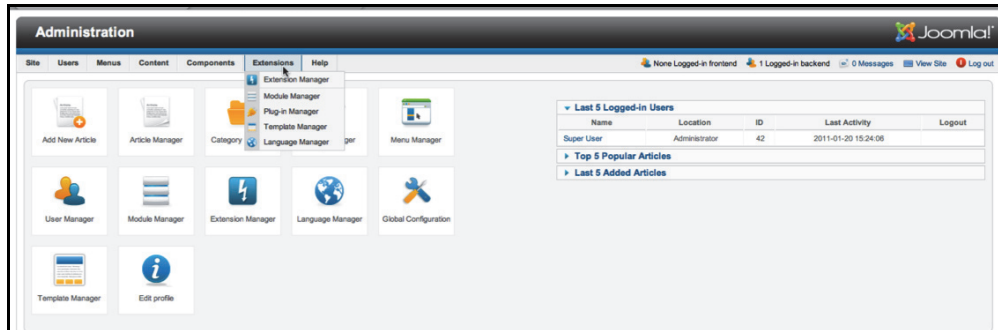 Administration
Joomla!
Site Users Menus Content Components Extensions Help
None Logged-in frontend 1 Logged-in backend 0 Messages View Site Log out
Extension Manager
Module Manager
Plug-in Manager
Template Manager
Language Manager
Add New Article Article Manager Category ger Menu Manager
User Manager Module Manager Extension Manager Language Manager Global Configuration
Template Manager Edit profile
Last 5 Logged-in Users
Name Location ID Last Activity Logout
Super User Administrator 42 2011-01-20 15:24:06
Top 5 Popular Articles
Last 5 Added Articles